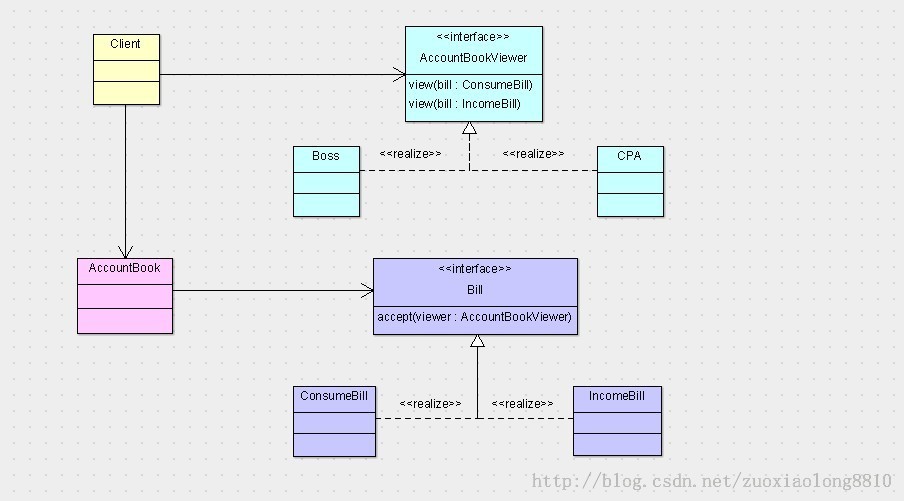 Client
<<interface>>
AccountBookViewer
view(bill : ConsumeBill)
view(bill : IncomeBill)
Boss
<<realize>>
<<realize>>
CPA
AccountBook
<<interface>>
Bill
accept(viewer : AccountBookViewer)
ConsumeBill
<<realize>>
<<realize>>
IncomeBill
http://blog.csdn.net/zuoxiaolong8810